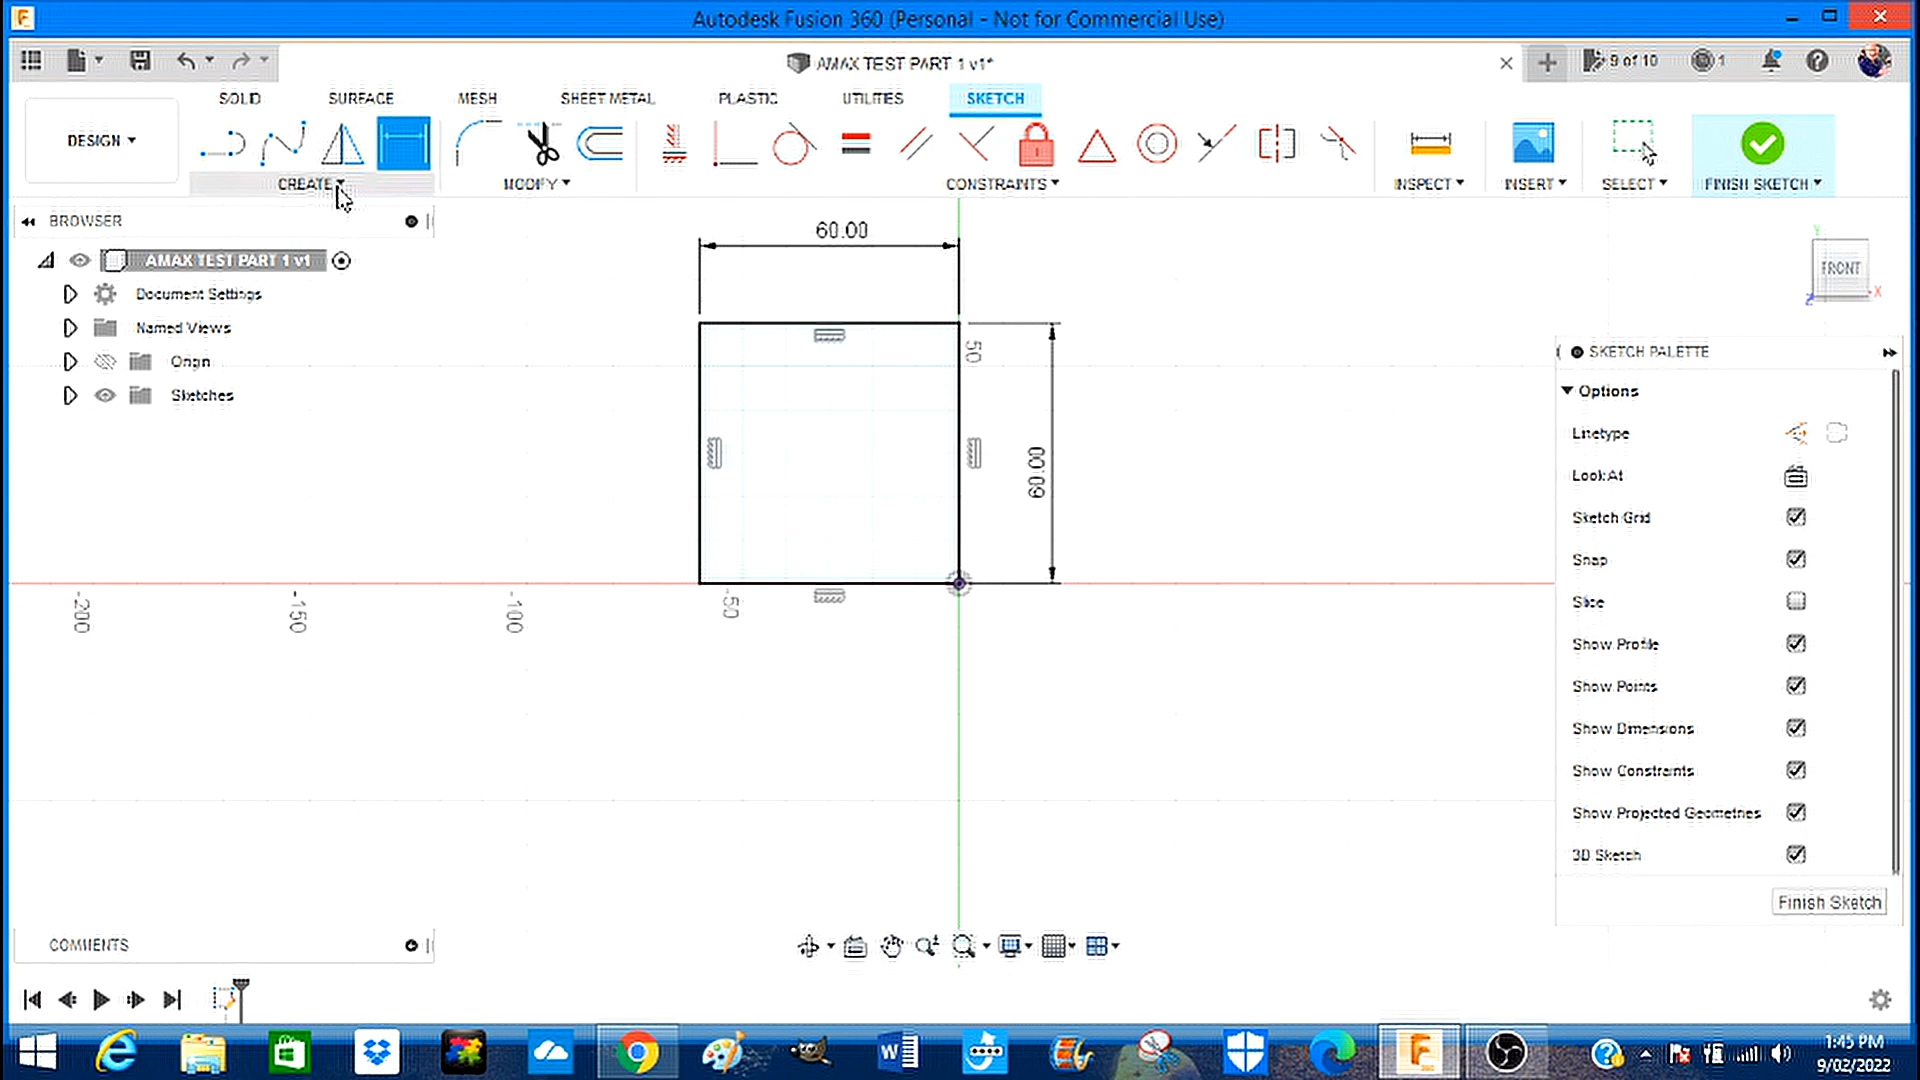 Autodesk Fusion 360 (Personal - Not for Commercial Use)
AMAX TEST PART 1 v1*
9 of 10
1
SOLID
SURFACE
MESH
SHEET METAL
PLASTIC
UTILITIES
SKETCH
DESIGN
CREATE
MODIFY
CONSTRAINTS
INSPECT
INSERT
SELECT
FINISH SKETCH
BROWSER
AMAX TEST PART 1 v1
Document Settings
Named Views
Origin
Sketches
60.00
50
60.00
-200
-150
-100
-50
Y
FRONT
X
Z
SKETCH PALETTE
Options
Linetype
Look At
Sketch Grid
Snap
Slice
Show Profile
Show Points
Show Dimensions
Show Constraints
Show Projected Geometries
3D Sketch
Finish Sketch
COMMENTS
1:45 PM
9/02/2022